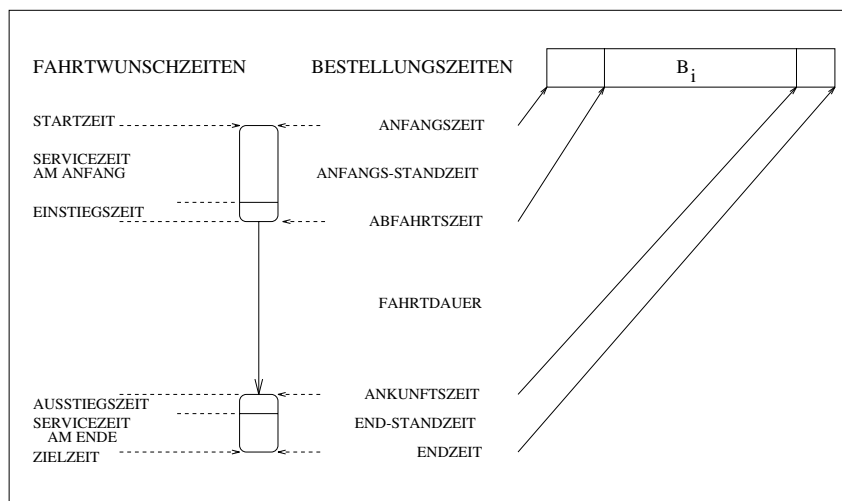 FAHRTWUNSCHZEITEN BESTELLUNGSZEITEN B i
STARTZEIT ANFANGSZEIT
SERVICEZEIT
AM ANFANG ANFANGS-STANDZEIT
EINSTIEGSZEIT ABFAHRTSZEIT
FAHRTDAUER
ANKUNFTSZEIT
AUSSTIEGSZEIT
SERVICEZEIT END-STANDZEIT
AM ENDE
ZIELZEIT ENDZEIT